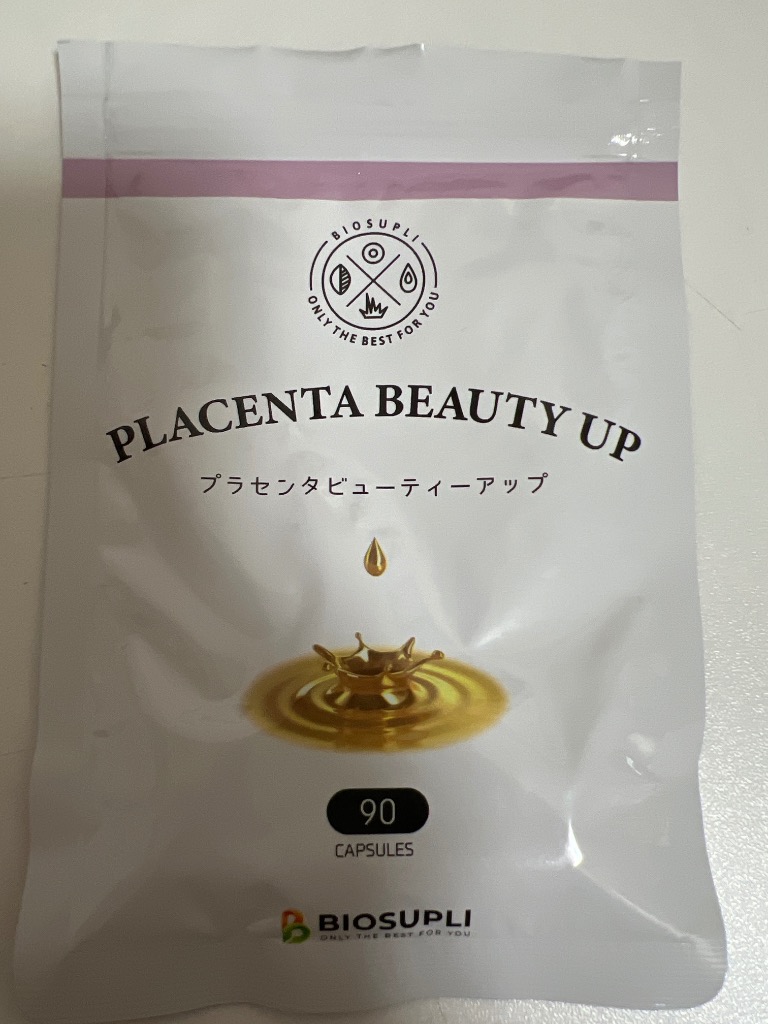 BIOSUPLI
ONLY THE BEST FOR YOU
PLACENTA BEAUTY UP
プラセンタビューティーアップ
90
CAPSULES
BIOSUPLI
ONLY THE BEST FOR YOU